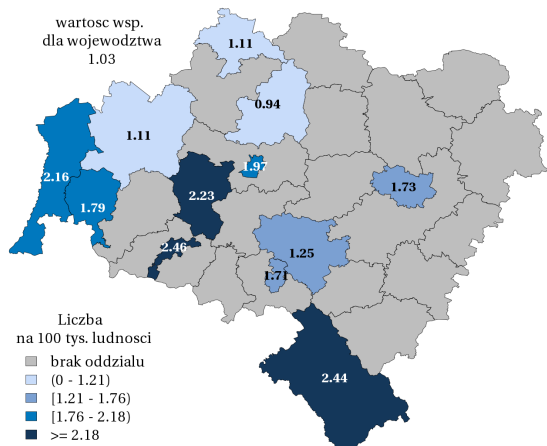 wartosc wsp.
dla wojewodztwa
1.03
1.11
0.94
1.11
2.16
1.97
1.73
1.79
2.23
2.46
1.25
1.71
2.44
Liczba
na 100 tys. ludnosci
brak oddzialu
(0 - 1.21)
[1.21 - 1.76)
[1.76 - 2.18)
>= 2.18